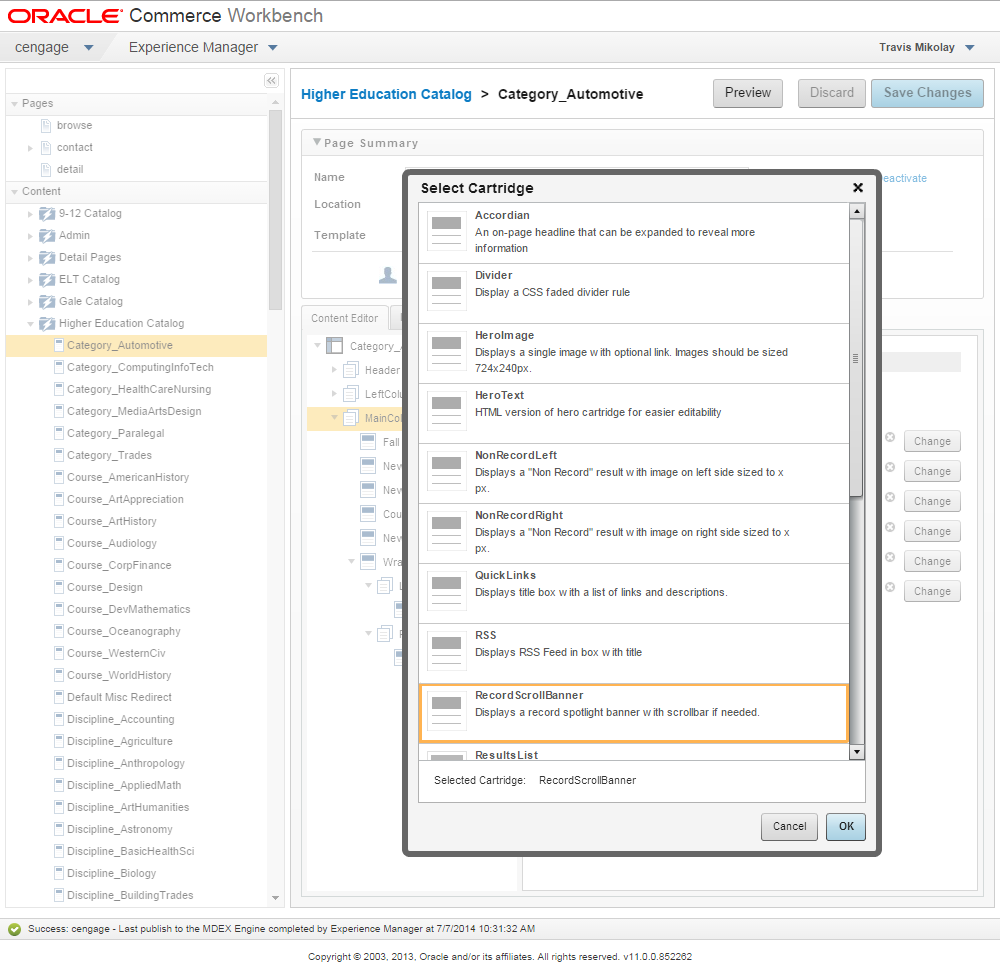 ORACLE Commerce Workbench
cengage
Experience Manager
Travis Mikolay
Pages
browse
contact
detail
Content
9-12 Catalog
Admin
Detail Pages
ELT Catalog
Gale Catalog
Higher Education Catalog
Category_Automotive
Category_ComputingInfoTech
Category_HealthCareNursing
Category_MediaArtsDesign
Category_Paralegal
Category_Trades
Course_AmericanHistory
Course_ArtAppreciation
Course_ArtHistory
Course_Audiology
Course_CorpFinance
Course_Design
Course_DevMathematics
Course_Oceanography
Course_WesternCiv
Course_WorldHistory
Default Misc Redirect
Discipline_Accounting
Discipline_Agriculture
Discipline_Anthropology
Discipline_AppliedMath
Discipline_ArtHumanities
Discipline_Astronomy
Discipline_BasicHealthSci
Discipline_Biology
Discipline_BuildingTrades
Higher Education Catalog > Category_Automotive
Preview
Discard
Save Changes
Page Summary
Name
Location
Template
eactivate
Content Editor
Category_
Header
LeftColu
MainCol
Fall
New
New
Cou
New
Wra
Change
Change
Change
Change
Change
Change
Select Cartridge
Accordian
An on-page headline that can be expanded to reveal more
information
Divider
Display a CSS faded divider rule
HeroImage
Displays a single image with optional link. Images should be sized
724x240px.
HeroText
HTML version of hero cartridge for easier editability
NonRecordLeft
Displays a "Non Record" result with image on left side sized to x
px.
NonRecordRight
Displays a "Non Record" result with image on right side sized to x
px.
QuickLinks
Displays title box with a list of links and descriptions.
RSS
Displays RSS Feed in box with title
RecordScrollBanner
Displays a record spotlight banner with scrollbar if needed.
ResultsList
Selected Cartridge: RecordScrollBanner
Cancel
OK
Success: cengage - Last publish to the MDEX Engine completed by Experience Manager at 7/7/2014 10:31:32 AM
Copyright © 2003, 2013, Oracle and/or its affiliates. All rights reserved. v11.0.0.852262